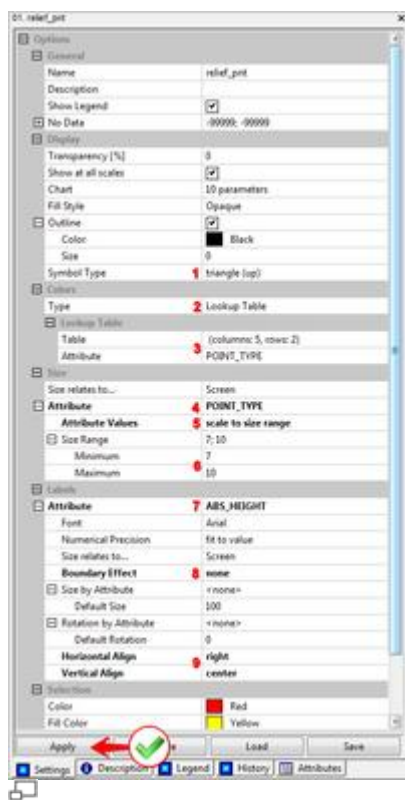 01. relief_pnt
Options
General
Name relief_pnt
Description
Show Legend
No Data -99999; -99999
Display
Transparency [%] 0
Show at all scales
Chart 10 parameters
Fill Style Opaque
Outline
Color Black
Size 0
Symbol Type 1 triangle (up)
Colors
Type 2 Lookup Table
Lookup Table
Table (columns: 5, rows: 2)
3
Attribute POINT_TYPE
Size
Size relates to... Screen
Attribute 4 POINT_TYPE
Attribute Values 5 scale to size range
Size Range 7; 10
Minimum 7
6
Maximum 10
Labels
Attribute 7 ABS_HEIGHT
Font Arial
Numerical Precision fit to value
Size relates to... Screen
Boundary Effect 8 none
Size by Attribute <none>
Default Size 100
Rotation by Attribute <none>
Default Rotation 0
Horizontal Align right
9
Vertical Align center
Selection
Color Red
Fill Color Yellow
Apply Load Save
Settings Description Legend History Attributes